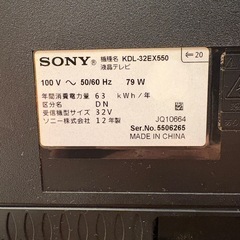 SONY® 機種名 KDL-32EX550
液晶テレビ
20
100 V ～ 50/60 Hz 79 W
年間消費電力量 63 kWh/年
区分名 DN
受信機型サイズ 32V
ソニー株式会社 12年製
JQ10664
Ser.No.5506265
MADE IN CHINA